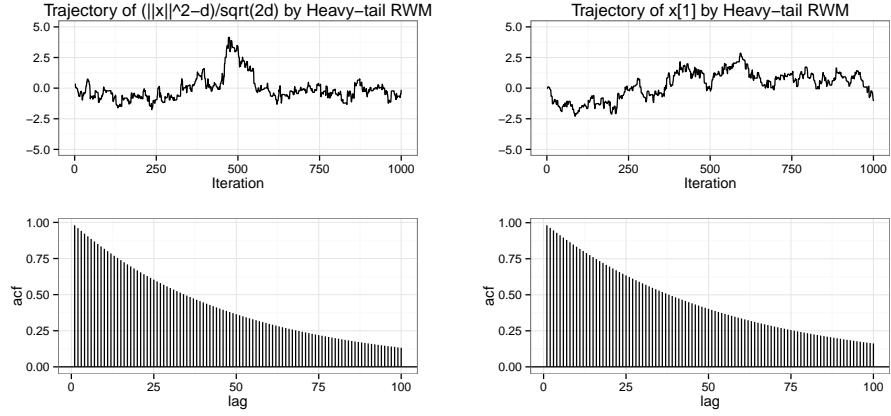 Trajectory of (||x||^2−d)/sqrt(2d) by Heavy−tail RWM
5.0
2.5
0.0
−2.5
−5.0
0 250 500 750 1000
Iteration
Trajectory of x[1] by Heavy−tail RWM
5.0
2.5
0.0
−2.5
−5.0
0 250 500 750 1000
Iteration
1.00
0.75
0.50
0.25
0.00
acf
0 25 50 75 100
lag
1.00
0.75
0.50
0.25
0.00
acf
0 25 50 75 100
lag